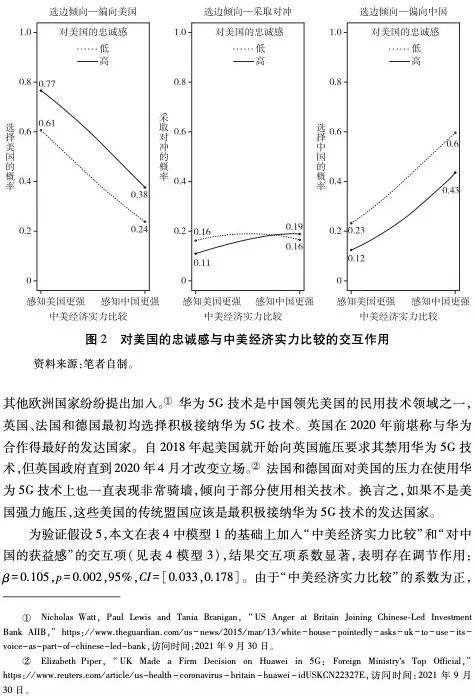 选边倾向—偏向美国
选边倾向—采取对冲
选边倾向—偏向中国
1.0
对美国的忠诚感
低
高
0.8
0.77
0.61
0.6
0.4
0.38
0.24
0.2
0
选择美国的概率
感知美国更强
感知中国更强
中美经济实力比较
1.0
对美国的忠诚感
低
高
0.8
0.6
0.4
0.2
0.16
0.11
0.19
0.16
0
采取对冲的概率
感知美国更强
感知中国更强
中美经济实力比较
1.0
对美国的忠诚感
低
高
0.8
0.6
0.6
0.43
0.4
0.23
0.2
0.12
0
选择中国的概率
感知美国更强
感知中国更强
中美经济实力比较
图 2 对美国的忠诚感与中美经济实力比较的交互作用
资料来源:笔者自制。
其他欧洲国家纷纷提出加入。① 华为 5G 技术是中国领先美国的民用技术领域之一,
英国、法国和德国最初均选择积极接纳华为 5G 技术。英国在 2020 年前堪称与华为
合作得最好的发达国家。自 2018 年起美国就开始向英国施压要求其禁用华为 5G 技
术,但英国政府直到 2020 年 4 月才改变立场。② 法国和德国面对美国的压力在使用华
为 5G 技术上也一直表现非常骑墙,倾向于部分使用相关技术。换言之,如果不是美
国强力施压,这些美国的传统盟国应该是最积极接纳华为 5G 技术的发达国家。
为验证假设 5,本文在表 4 中模型 1 的基础上加入“中美经济实力比较”和“对中
国的获益感”的交互项(见表 4 模型 3),结果交互项系数显著,表明存在调节作用:
β=0.105,p=0.002,95%,CI=[0.033,0.178]。由于“中美经济实力比较”的系数为正,
① Nicholas Watt, Paul Lewis and Tania Branigan, “US Anger at Britain Joining Chinese-Led Investment
Bank AIIB,” https://www.theguardian.com/us-news/2015/mar/13/white-house-pointedly-asks-uk-to-use-its-
voice-as-part-of-chinese-led-bank,访问时间:2021 年 9 月 30 日。
② Elizabeth Piper, “UK Made a Firm Decision on Huawei in 5G: Foreign Ministry's Top Official,”
https://www.reuters.com/article/us-health-coronavirus-britain-huawei-idUSKCN22327E,访问时间:2021 年 9 月
30 日。